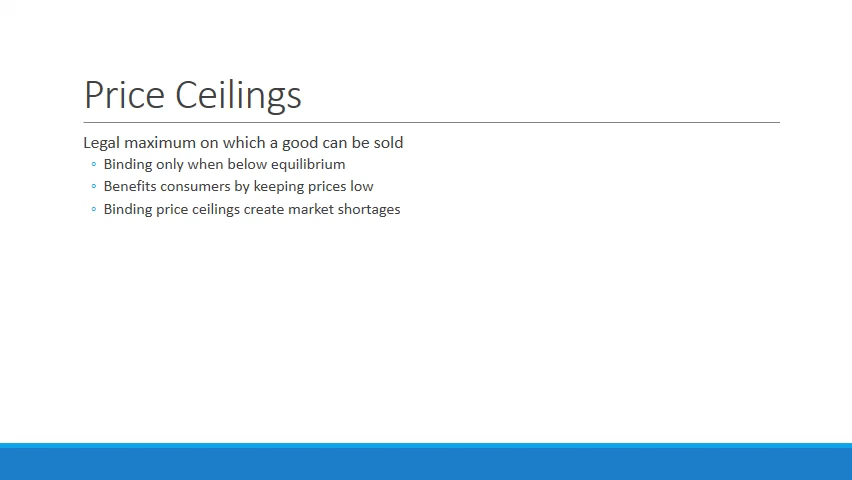 Price Ceilings
Legal maximum on which a good can be sold
◦ Binding only when below equilibrium
◦ Benefits consumers by keeping prices low
◦ Binding price ceilings create market shortages